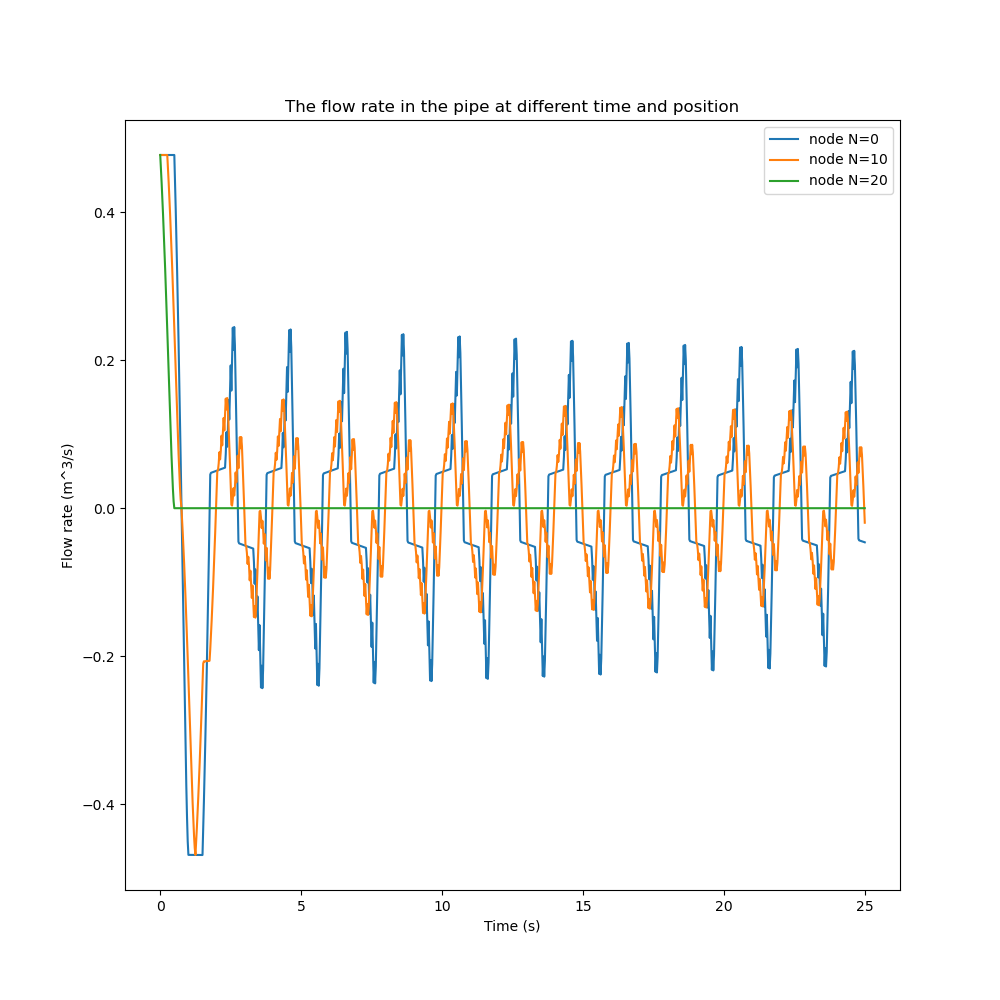 The flow rate in the pipe at different time and position
node N=0
node N=10
node N=20
Flow rate (m^3/s)
0.4
0.2
0.0
−0.2
−0.4
0 5 10 15 20 25
Time (s)